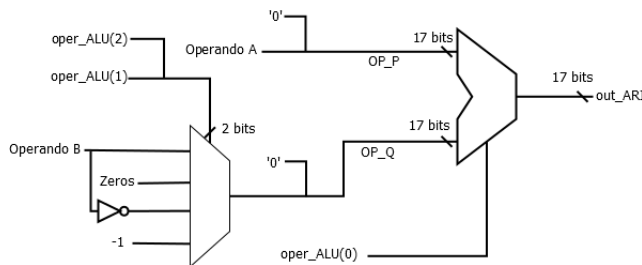 '0'
oper_ALU(2)
Operando A
17 bits
OP_P
oper_ALU(1)
17 bits
out_ARI
2 bits
17 bits
Operando B
'0'
OP_Q
Zeros
-1
oper_ALU(0)